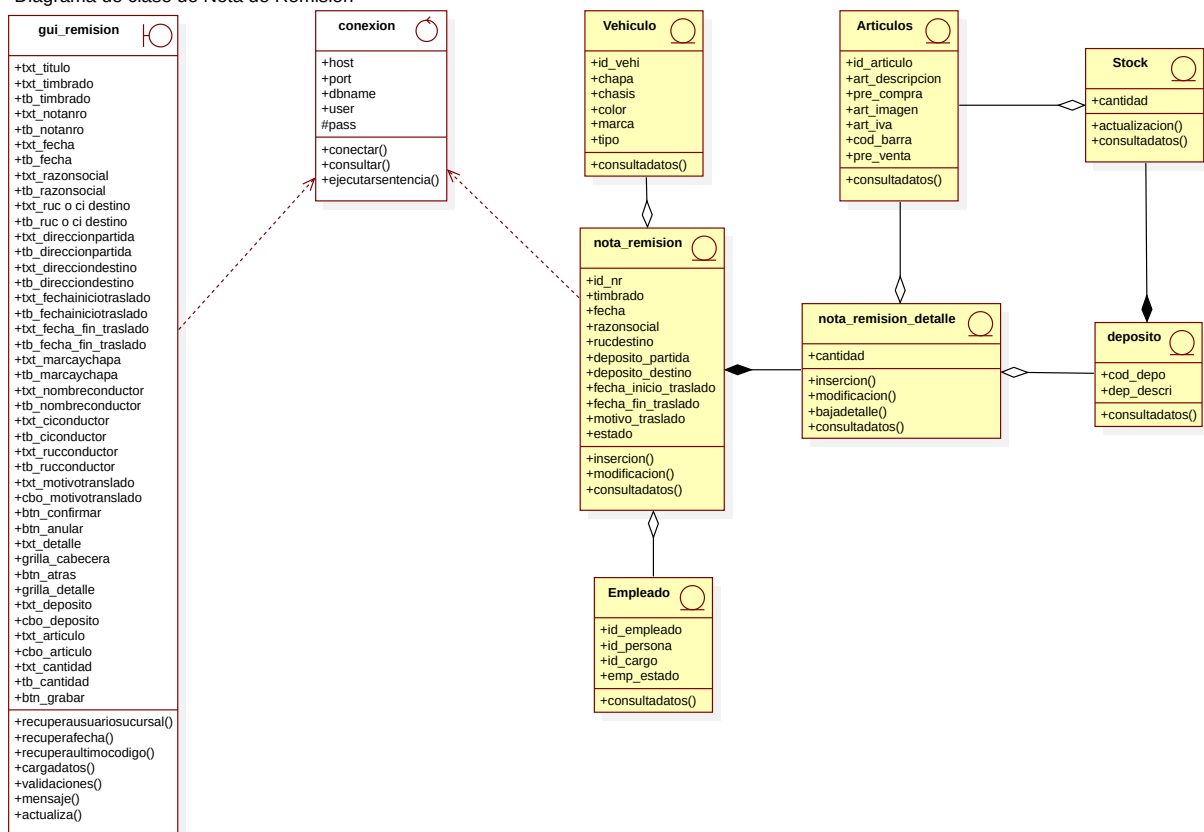 Diagrama de clase de Nota de Remision
gui_remision
+txt_titulo
+txt_timbrado
+tb_timbrado
+txt_notanro
+tb_notanro
+txt_fecha
+tb_fecha
+txt_razonsocial
+tb_razonsocial
+txt_ruc o ci destino
+tb_ruc o ci destino
+txt_direccionpartida
+tb_direccionpartida
+txt_direcciondestino
+tb_direcciondestino
+txt_fechainiciotraslado
+tb_fechainiciotraslado
+txt_fecha_fin_traslado
+tb_fecha_fin_traslado
+txt_marcaychapa
+tb_marcaychapa
+txt_nombreconductor
+tb_nombreconductor
+txt_ciconductor
+tb_ciconductor
+txt_rucconductor
+tb_rucconductor
+txt_motivotranslado
+cbo_motivotranslado
+btn_confirmar
+btn_anular
+txt_detalle
+grilla_cabecera
+btn_atras
+grilla_detalle
+txt_deposito
+cbo_deposito
+txt_articulo
+cbo_articulo
+txt_cantidad
+tb_cantidad
+btn_grabar
+recuperausuariosucursal()
+recuperafecha()
+recuperaultimocodigo()
+cargadatos()
+validaciones()
+mensaje()
+actualiza()
conexion
+host
+port
+dbname
+user
#pass
+conectar()
+consultar()
+ejecutarsentencia()
Vehiculo
+id_vehi
+chapa
+chasis
+color
+marca
+tipo
+consultadatos()
nota_remision
+id_nr
+timbrado
+fecha
+razonsocial
+rucdestino
+deposito_partida
+deposito_destino
+fecha_inicio_traslado
+fecha_fin_traslado
+motivo_traslado
+estado
+insercion()
+modificacion()
+consultadatos()
Empleado
+id_empleado
+id_persona
+id_cargo
+emp_estado
+consultadatos()
Articulos
+id_articulo
+art_descripcion
+pre_compra
+art_imagen
+art_iva
+cod_barra
+pre_venta
+consultadatos()
nota_remision_detalle
+cantidad
+insercion()
+modificacion()
+bajadetalle()
+consultadatos()
Stock
+cantidad
+actualizacion()
+consultadatos()
deposito
+cod_depo
+dep_descri
+consultadatos()